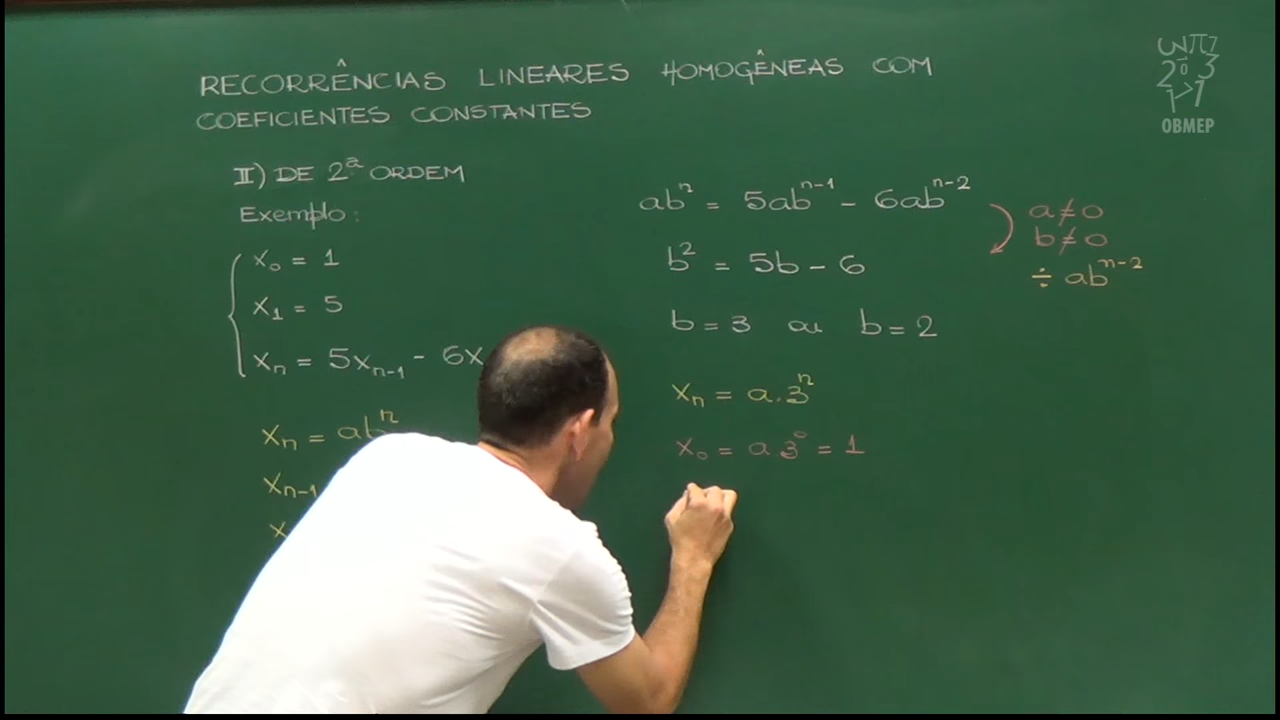 RECORRÊNCIAS LINEARES HOMOGÊNEAS COM
COEFICIENTES CONSTANTES
II) DE 2ª ORDEM
Exemplo:
x₀ = 1
x₁ = 5
xₙ = 5xₙ₋₁ - 6x
xₙ = abⁿ
xₙ₋₁
x
abⁿ = 5abⁿ⁻¹ - 6abⁿ⁻²
b² = 5b - 6
b = 3 ou b = 2
xₙ = a.3ⁿ
x₀ = a.3⁰ = 1
a ≠ 0
b ≠ 0
÷ abⁿ⁻²
OBMEP